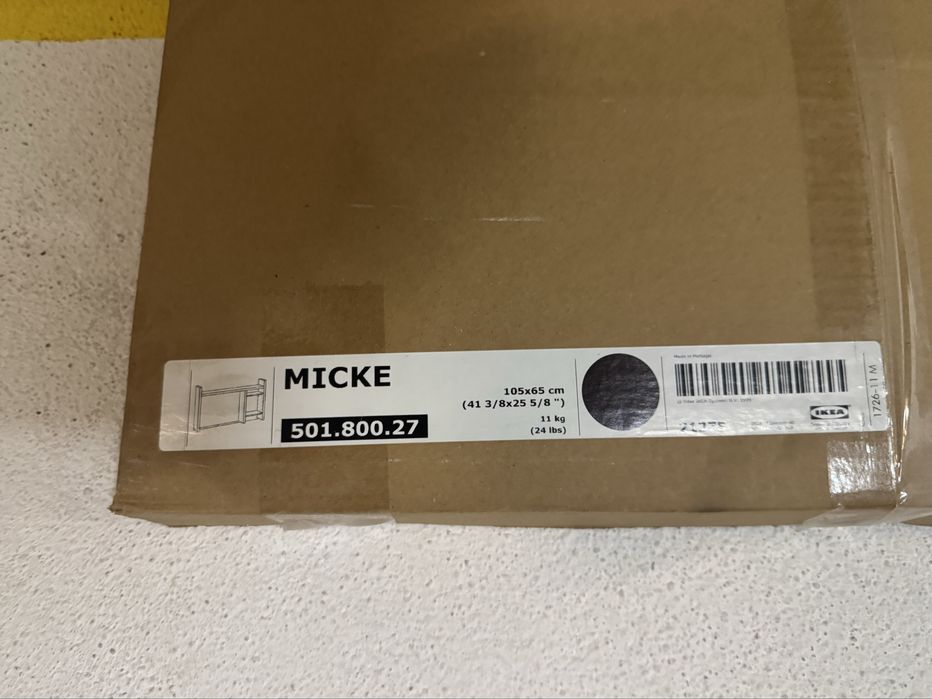 MICKE
501.800.27
105x65 cm
(41 3/8x25 5/8 ")
11 kg
(24 lbs)
Made in Portugal
IKEA
1726-11 M